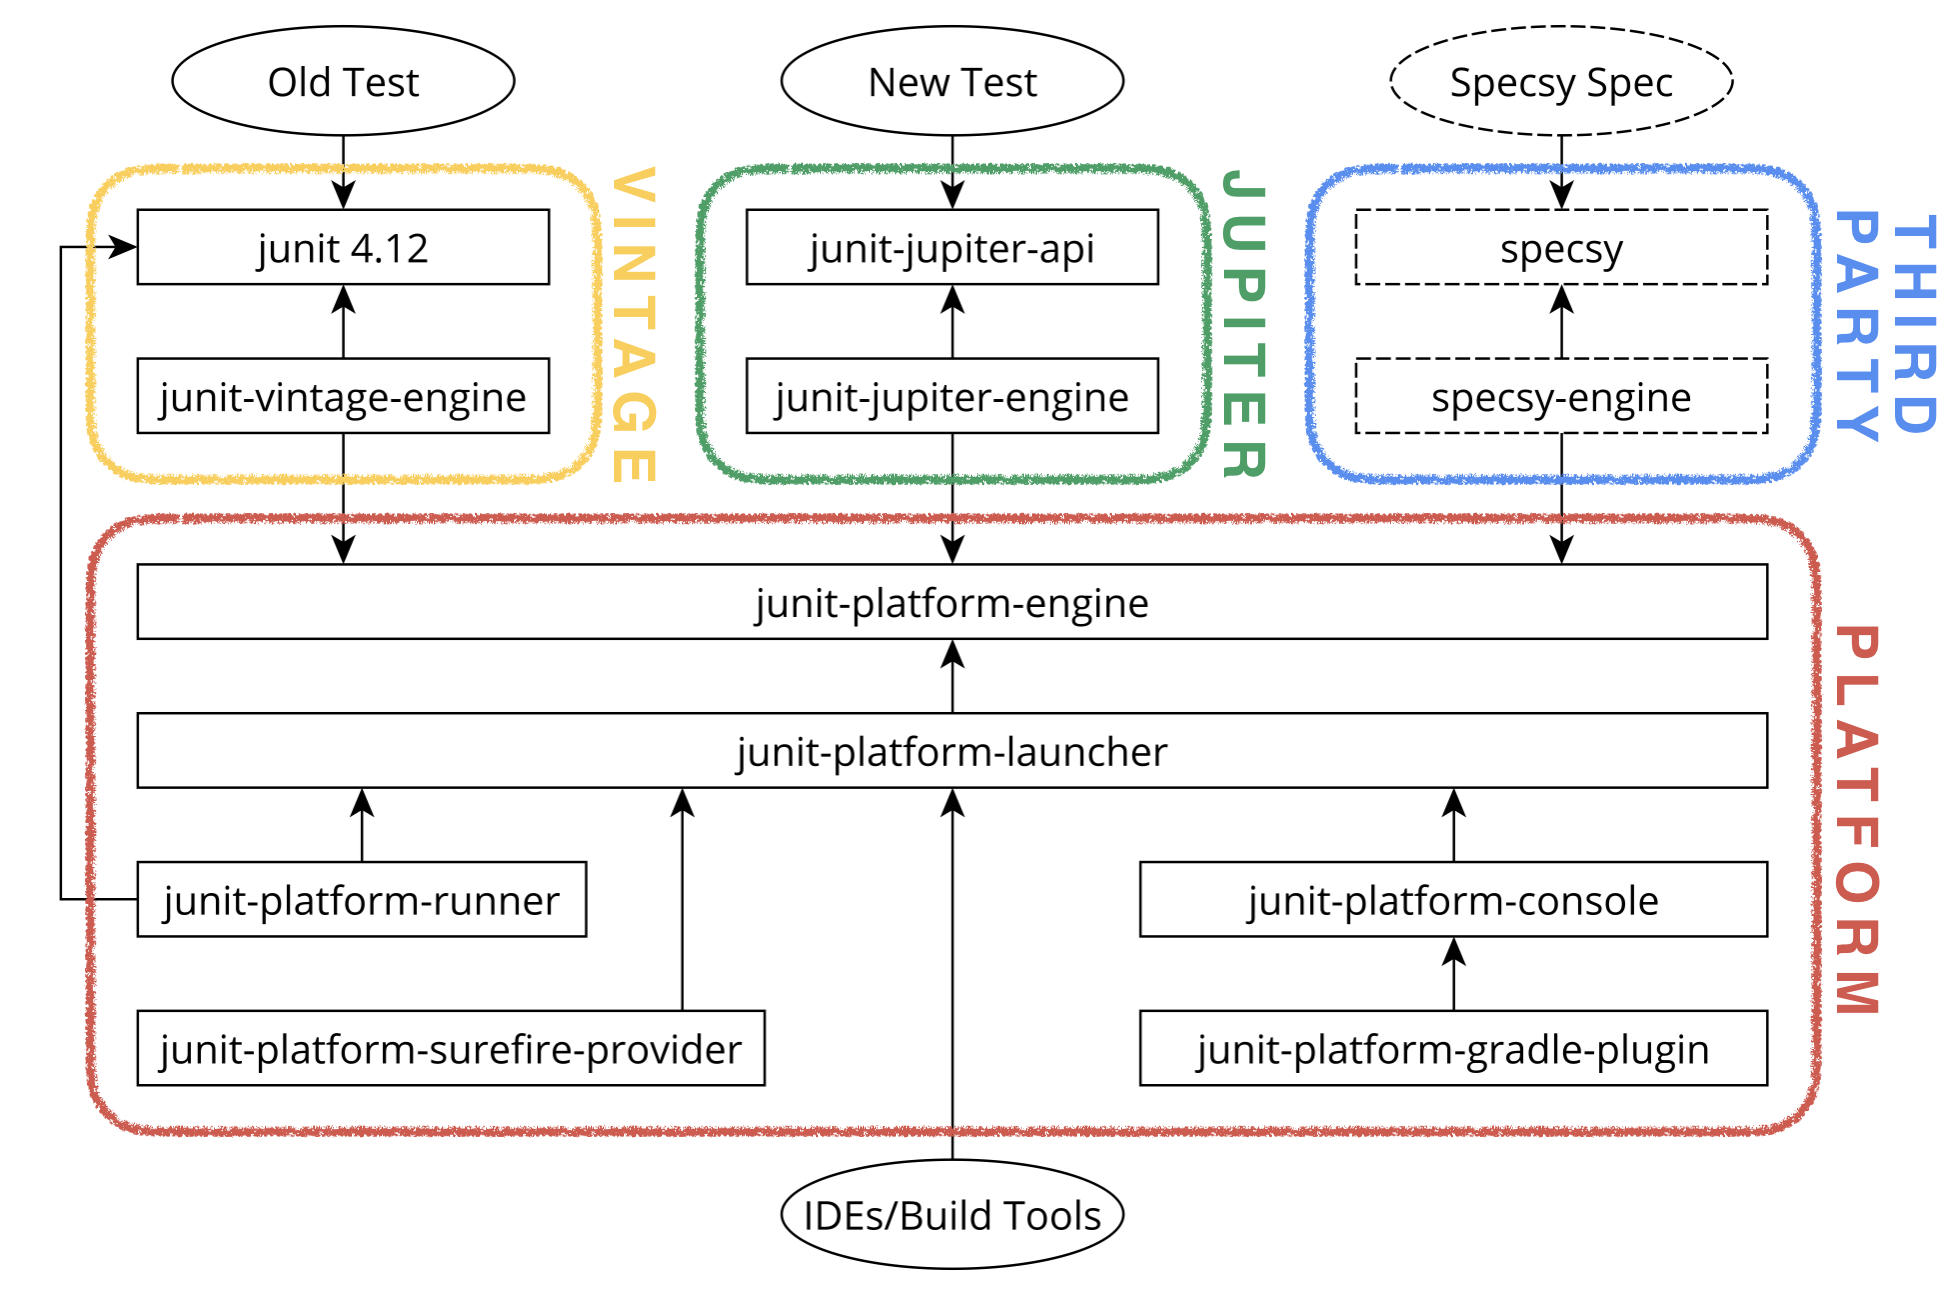 Old Test
New Test
Specsy Spec
VINTAGE
JUPITER
THIRD
PARTY
junit 4.12
junit-jupiter-api
specsy
junit-vintage-engine
junit-jupiter-engine
specsy-engine
PLATFORM
junit-platform-engine
junit-platform-launcher
junit-platform-runner
junit-platform-console
junit-platform-surefire-provider
junit-platform-gradle-plugin
IDEs/Build Tools